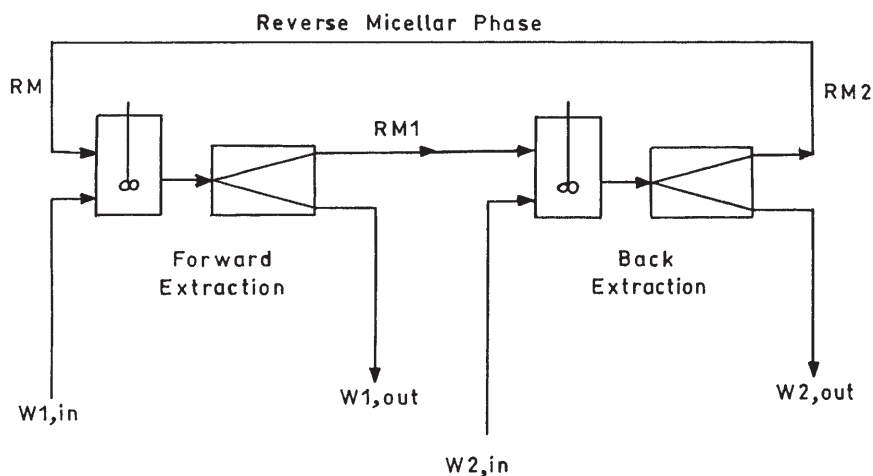 Reverse Micellar Phase
RM
RM1
RM2
Forward
Extraction
Back
Extraction
W1,in
W1,out
W2,in
W2,out